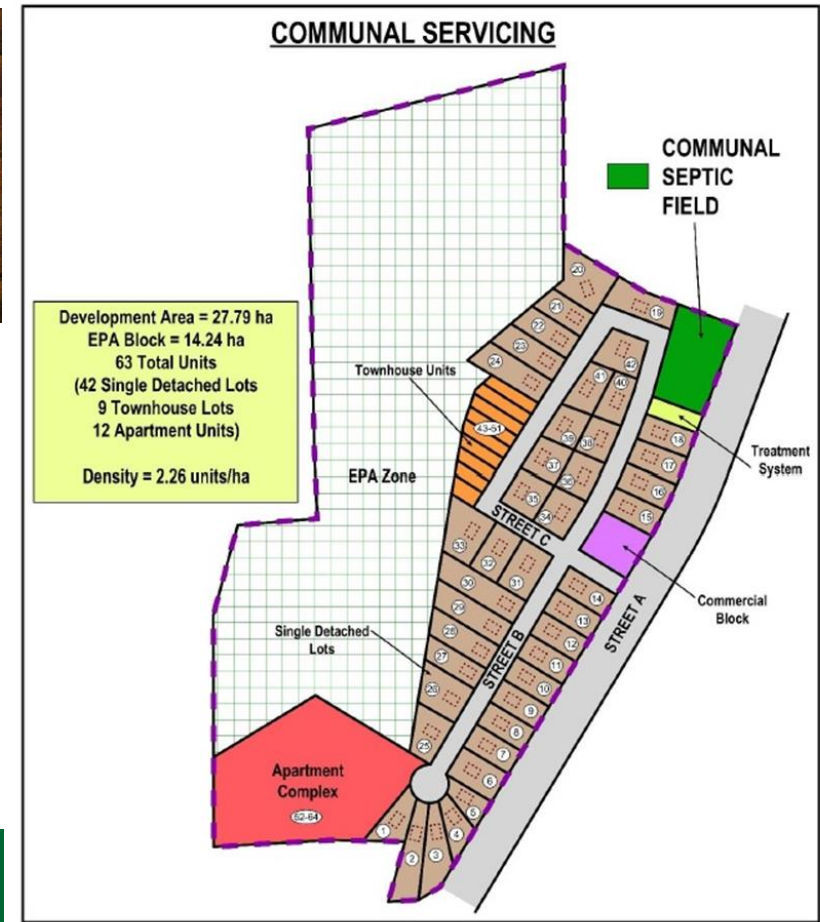 COMMUNAL SERVICING
COMMUNAL
SEPTIC
FIELD
Development Area = 27.79 ha
EPA Block = 14.24 ha
63 Total Units
(42 Single Detached Lots
9 Townhouse Lots
12 Apartment Units)
Density = 2.26 units/ha
20
19
21
22
23
24
42
41
40
Townhouse Units
43-51
39
38
18
Treatment
System
17
37
36
16
EPA Zone
35
34
15
STREET C
33
32
31
30
14
Commercial
Block
29
13
STREET A
Single Detached
Lots
28
12
27
11
STREET B
26
10
9
8
25
7
6
Apartment
Complex
52-64
5
1
4
3
2